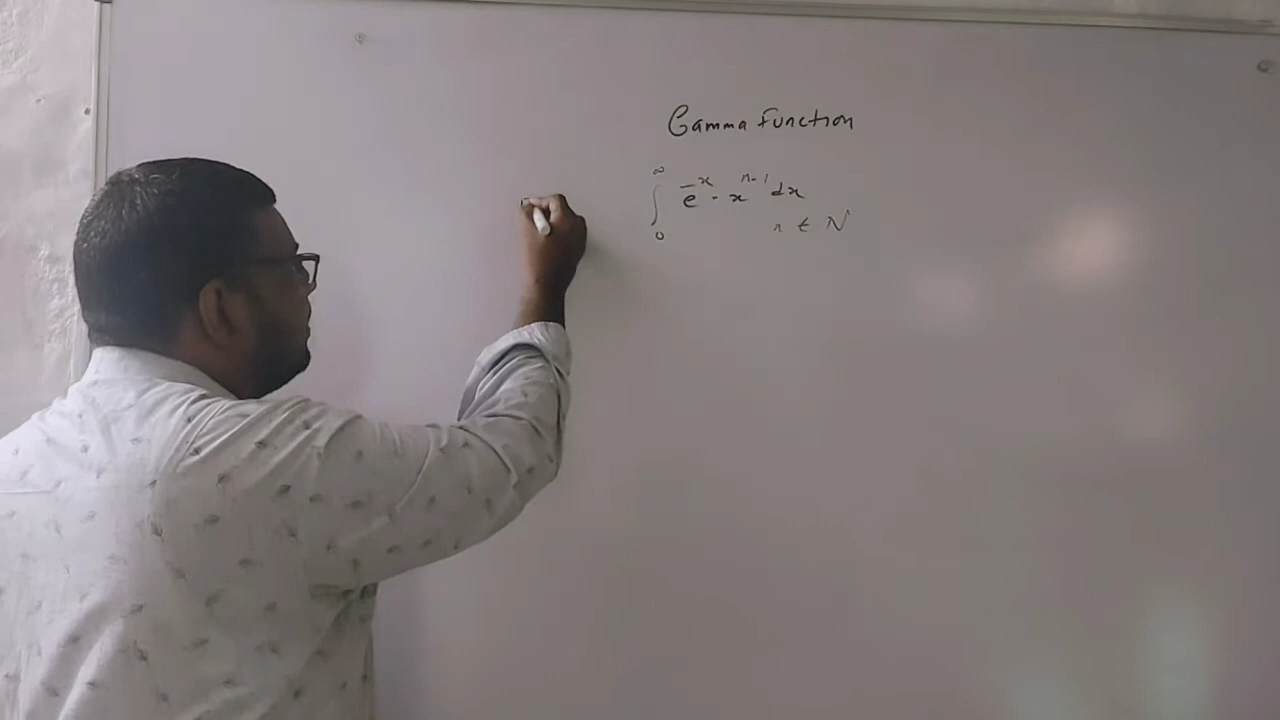 Gamma Function
∫₀^∞ e^-x · x^n-1 dx
n ∈ N